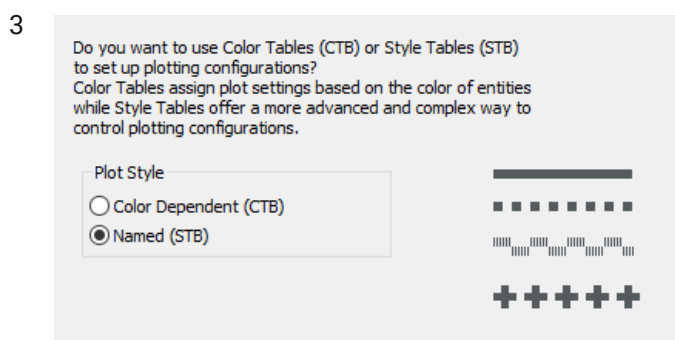 3
Do you want to use Color Tables (CTB) or Style Tables (STB)
to set up plotting configurations?
Color Tables assign plot settings based on the color of entities
while Style Tables offer a more advanced and complex way to
control plotting configurations.
Plot Style
Color Dependent (CTB)
Named (STB)